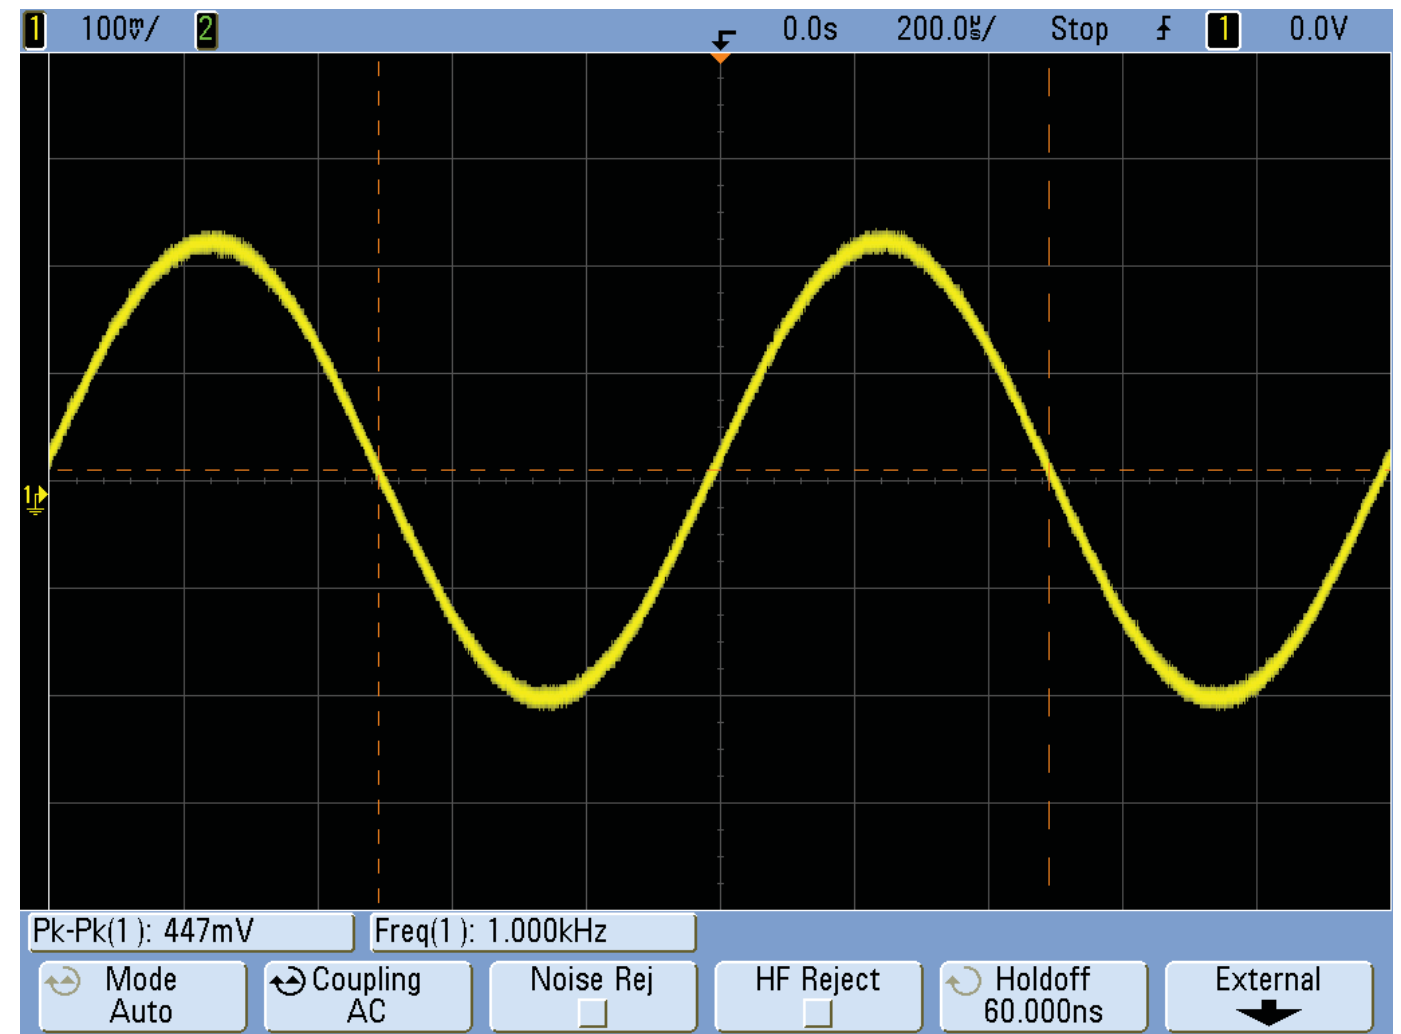 1 100mV/ 2 0.0s 200.0μs/ Stop 1 0.0V
1
Pk-Pk(1): 447mV Freq(1): 1.000kHz
Mode Coupling Noise Rej HF Reject Holdoff External
Auto AC 60.000ns